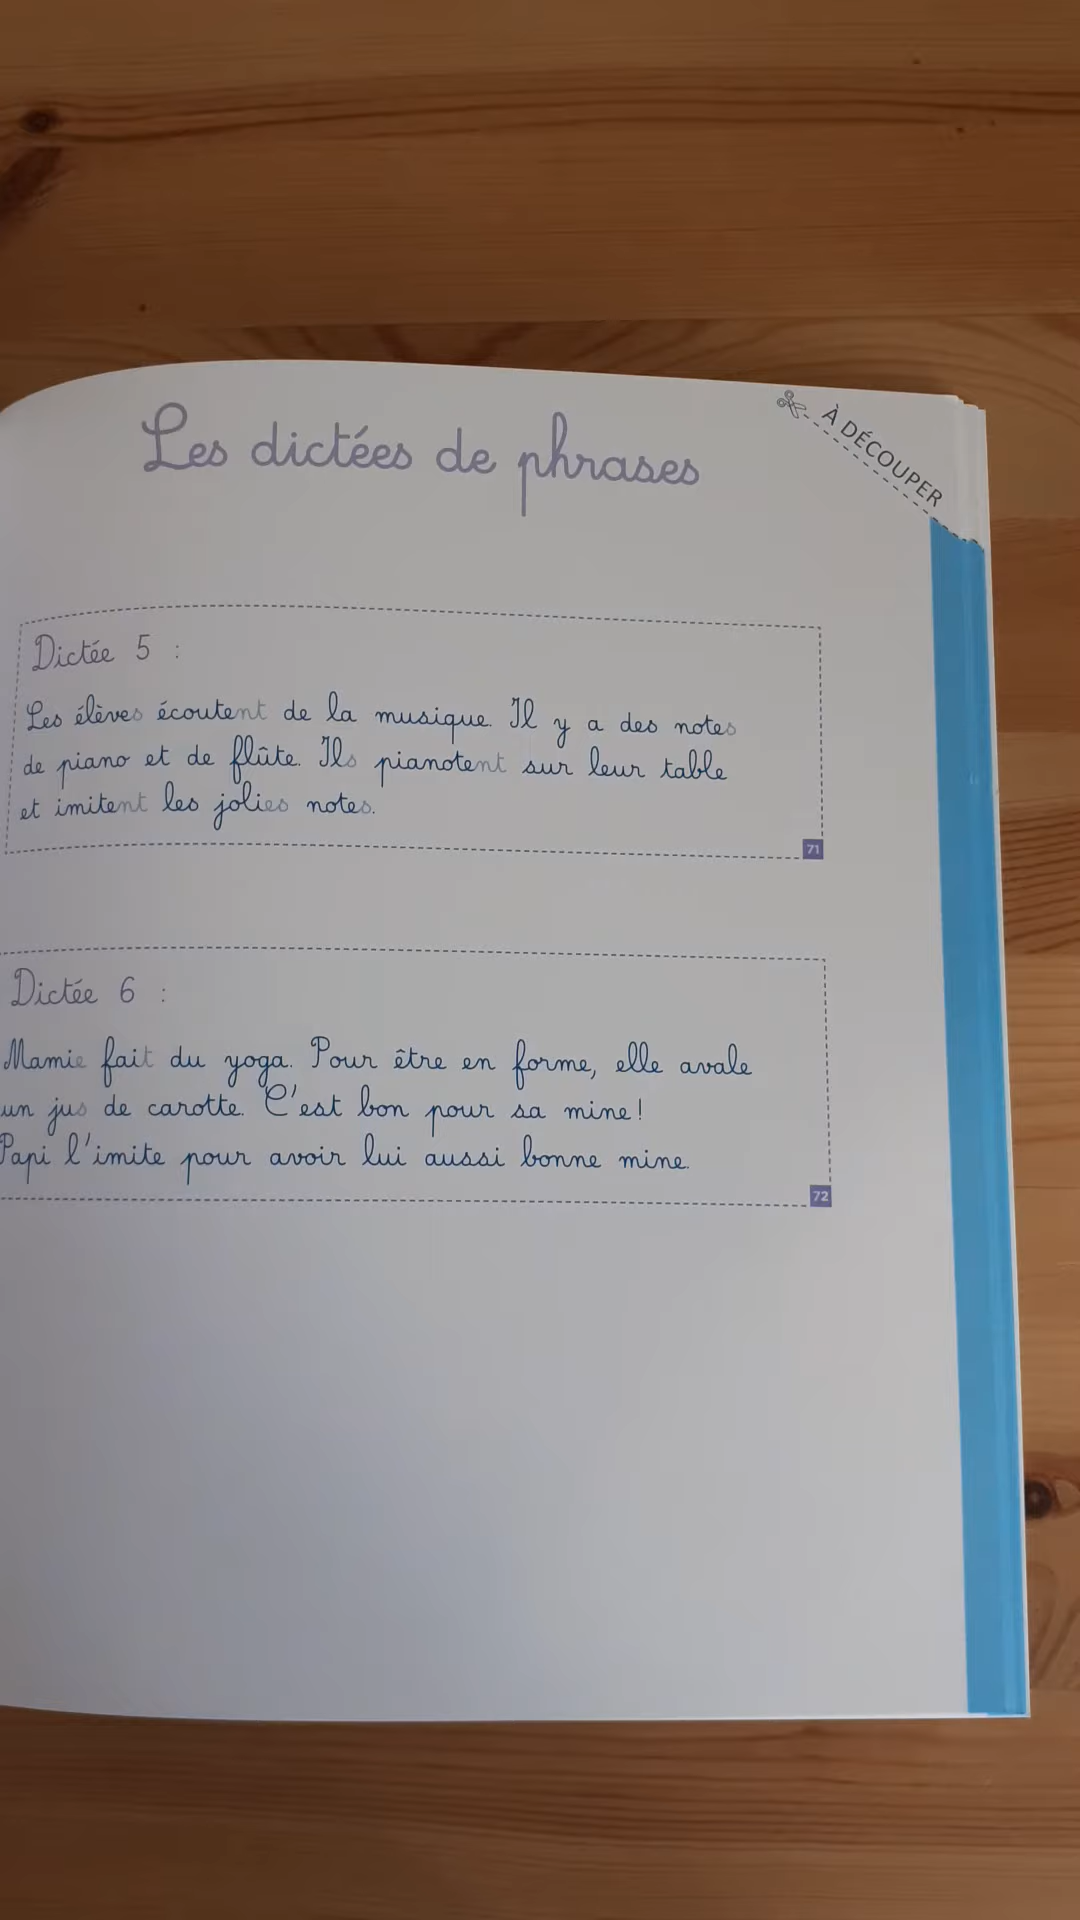 Les dictées de phrases
À DÉCOUPER
Dictée 5 :
Les élèves écoutent de la musique. Il y a des notes
de piano et de flûte. Ils pianotent sur leur table
et imitent les jolies notes.
71
Dictée 6 :
Mamie fait du yoga. Pour être en forme, elle avale
un jus de carotte. C'est bon pour sa mine !
Papi l'imite pour avoir lui aussi bonne mine.
72